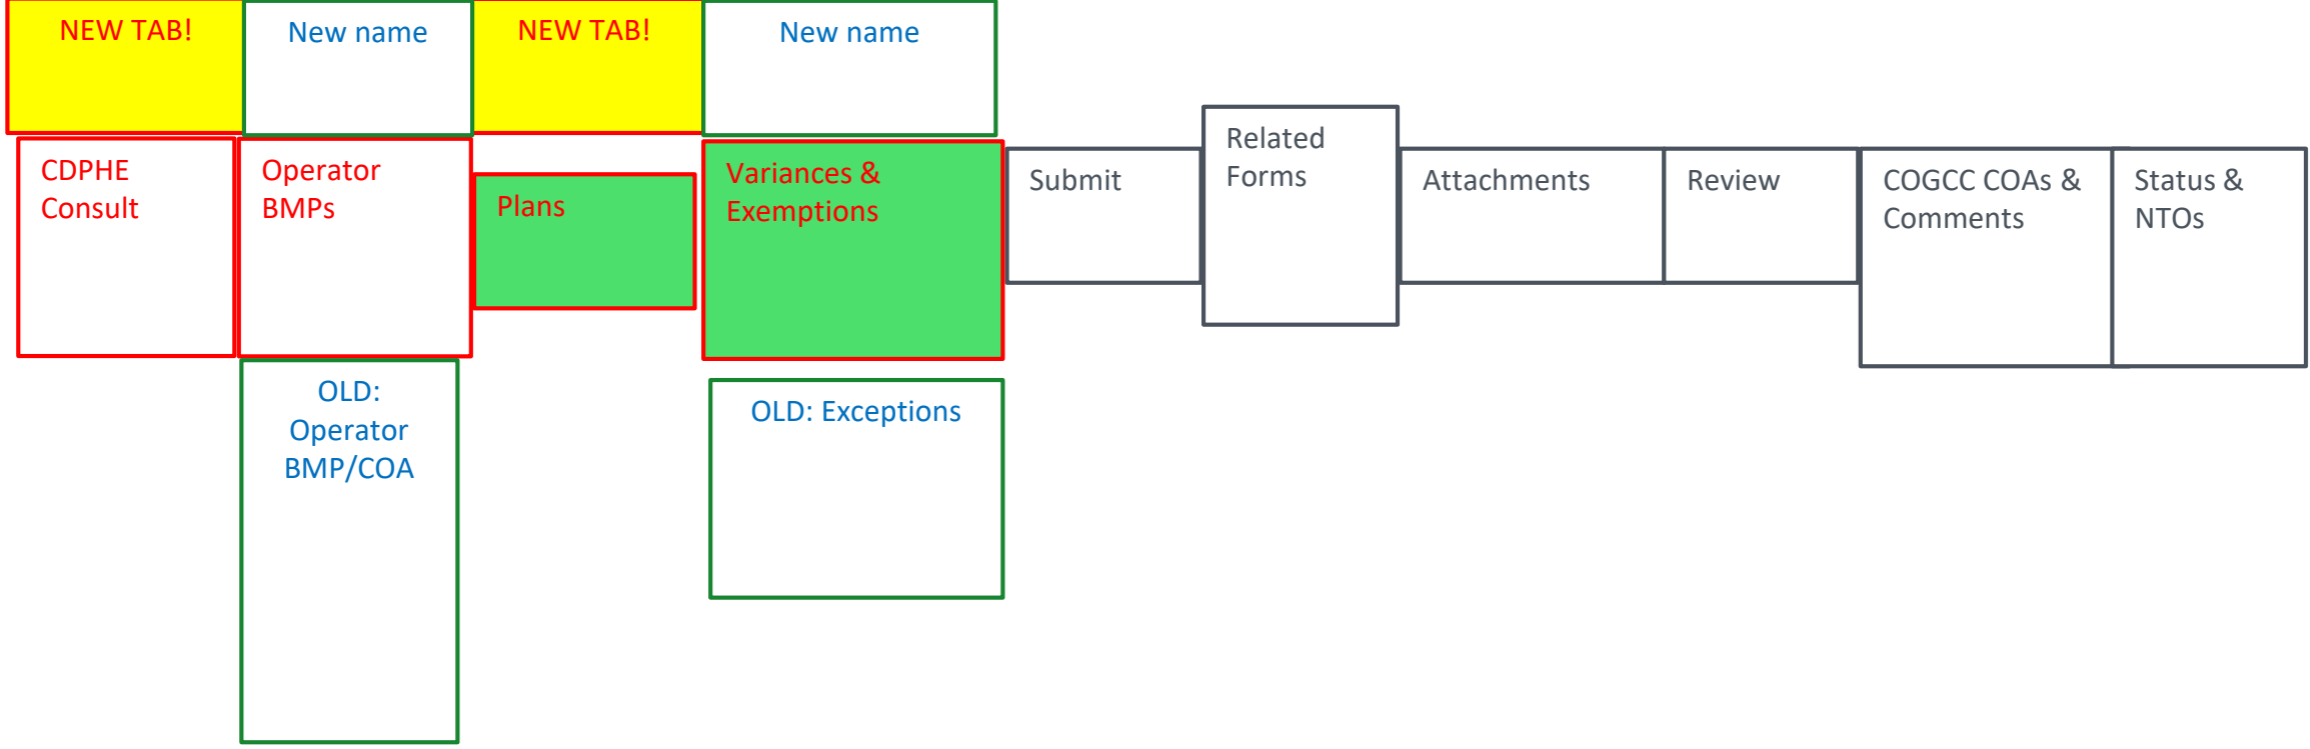 NEW TAB!
New name
NEW TAB!
New name
CDPHE
Consult
Operator
BMPs
Plans
Variances &
Exemptions
Submit
Related
Forms
Attachments
Review
COGCC COAs &
Comments
Status &
NTOs
OLD:
Operator
BMP/COA
OLD: Exceptions